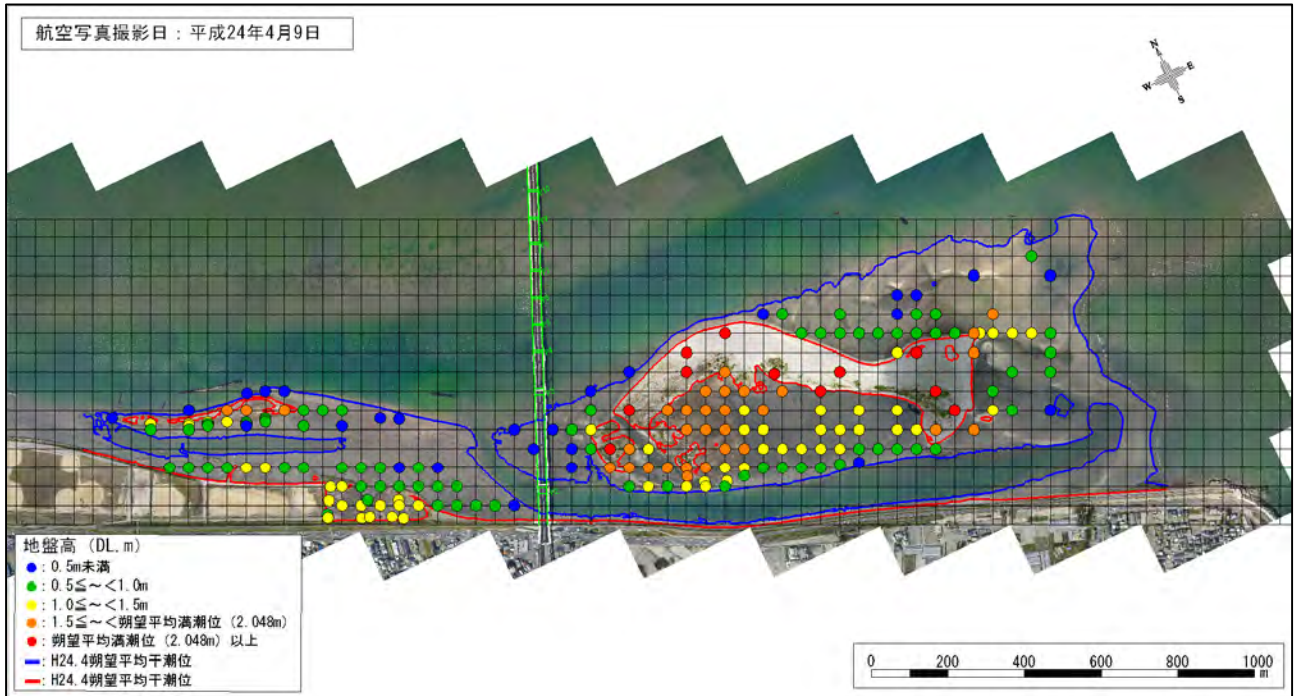 航空写真撮影日：平成24年4月9日
N
E
W
S
地盤高 (DL.m)
：0.5m未満
：0.5≦～<1.0m
：1.0≦～<1.5m
：1.5≦～<朔望平均満潮位 (2.048m)
：朔望平均満潮位 (2.048m) 以上
：H24.4朔望平均干潮位
：H24.4朔望平均干潮位
0 200 400 600 800 1000
m